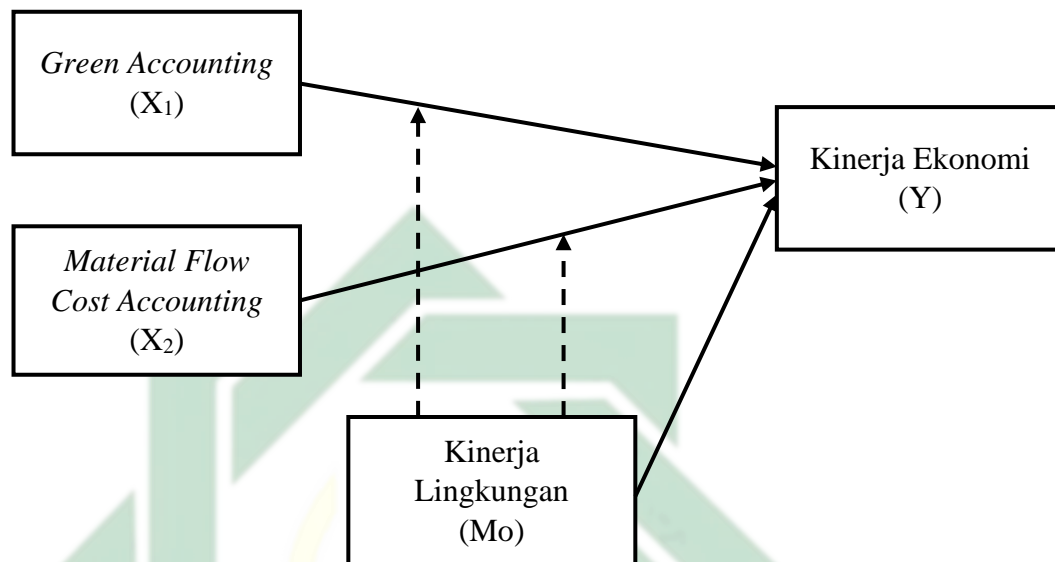 Green Accounting
(X₁)
Kinerja Ekonomi
(Y)
Material Flow
Cost Accounting
(X₂)
Kinerja
Lingkungan
(Mo)